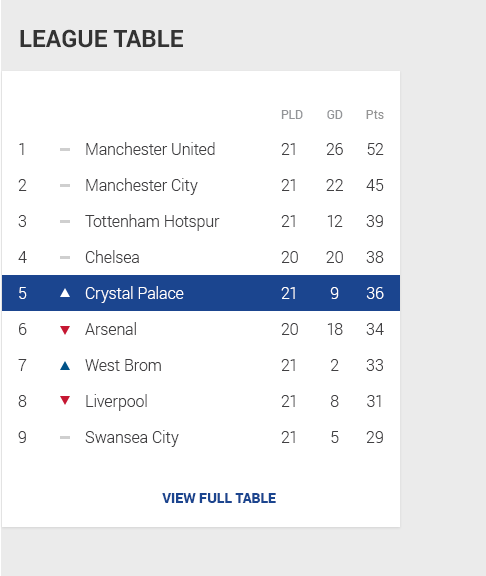 LEAGUE TABLE
PLD GD Pts
1 Manchester United 21 26 52
2 Manchester City 21 22 45
3 Tottenham Hotspur 21 12 39
4 Chelsea 20 20 38
5 Crystal Palace 21 9 36
6 Arsenal 20 18 34
7 West Brom 21 2 33
8 Liverpool 21 8 31
9 Swansea City 21 5 29
VIEW FULL TABLE